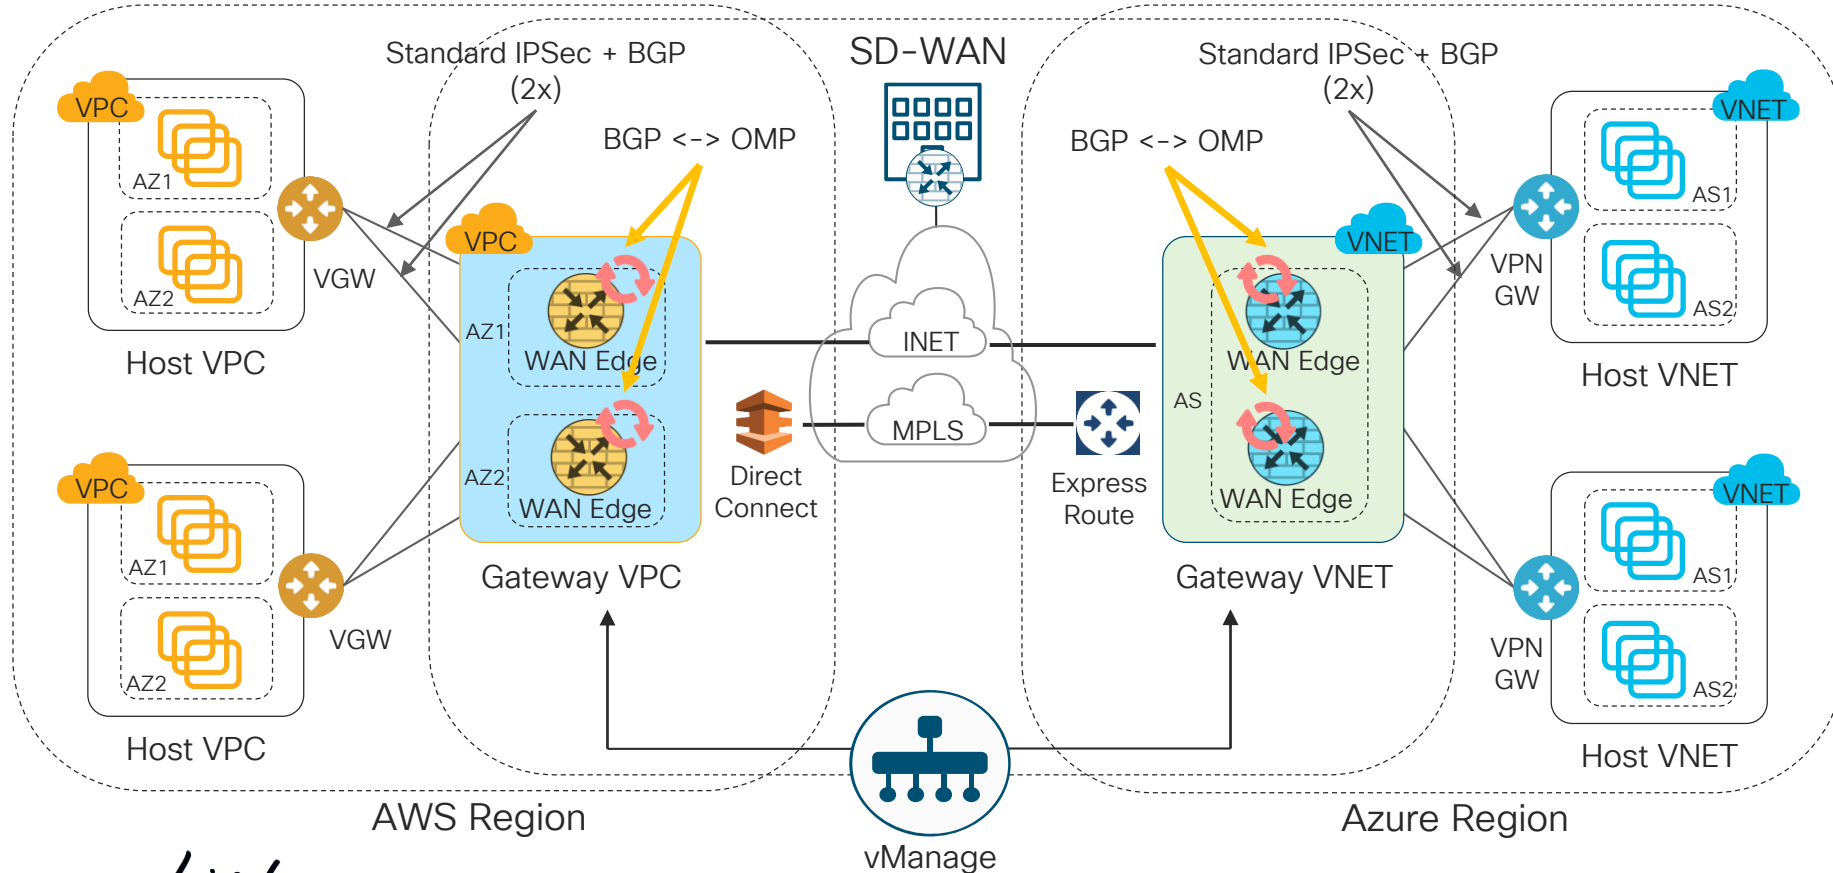 Standard IPSec + BGP
(2x)
SD-WAN
Standard IPSec + BGP
(2x)
VPC
AZ1
AZ2
VGW
Host VPC
BGP <-> OMP
BGP <-> OMP
VNET
AS1
AS2
VPN
GW
Host VNET
VPC
AZ1
WAN Edge
AZ2
WAN Edge
Gateway VPC
INET
MPLS
Direct
Connect
Express
Route
VNET
WAN Edge
AS
WAN Edge
Gateway VNET
VPC
AZ1
AZ2
VGW
Host VPC
VNET
AS1
AS2
VPN
GW
Host VNET
AWS Region
Azure Region
vManage